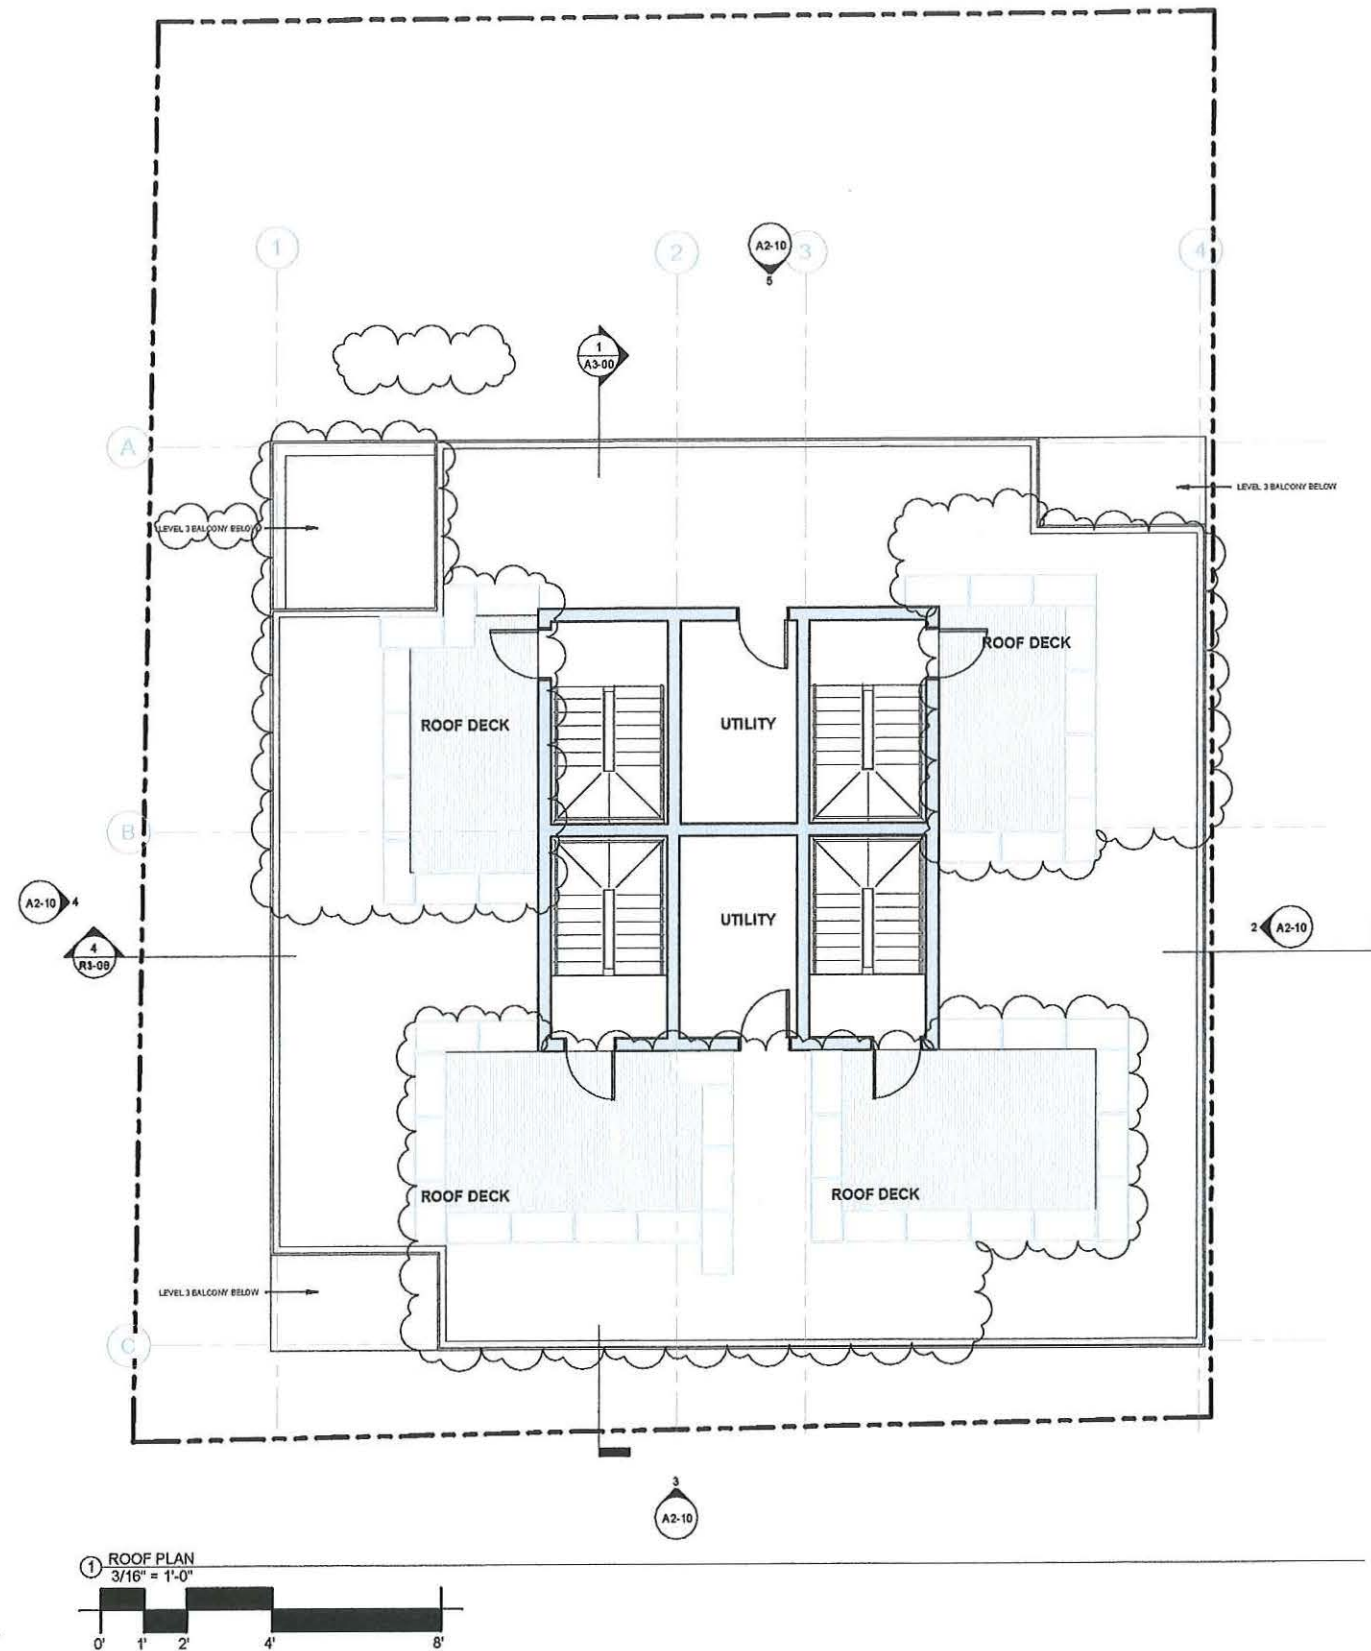 1
2
A2-10
5
3
4
1
A3-00
A
LEVEL 3 BALCONY BELOW
LEVEL 3 BALCONY BELOW
ROOF DECK
ROOF DECK
UTILITY
B
A2-10
4
UTILITY
2
A2-10
4
ROOF DECK
ROOF DECK
LEVEL 3 BALCONY BELOW
C
3
A2-10
1
ROOF PLAN
3/16" = 1'-0"
0' 1' 2' 4' 8'